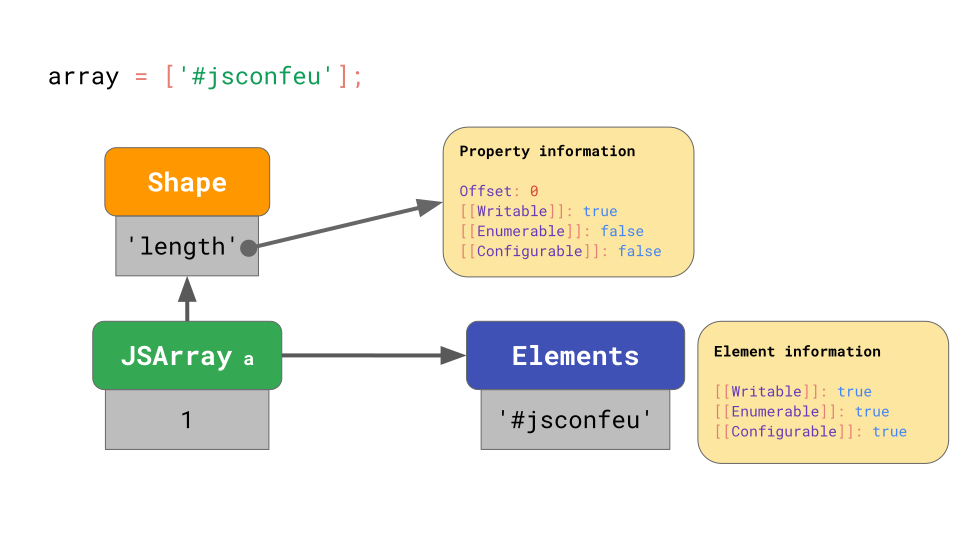 array = ['#jsconfeu'];
Shape
'length'
Property information
Offset: 0
[[Writable]]: true
[[Enumerable]]: false
[[Configurable]]: false
JSArray a
1
Elements
'#jsconfeu'
Element information
[[Writable]]: true
[[Enumerable]]: true
[[Configurable]]: true